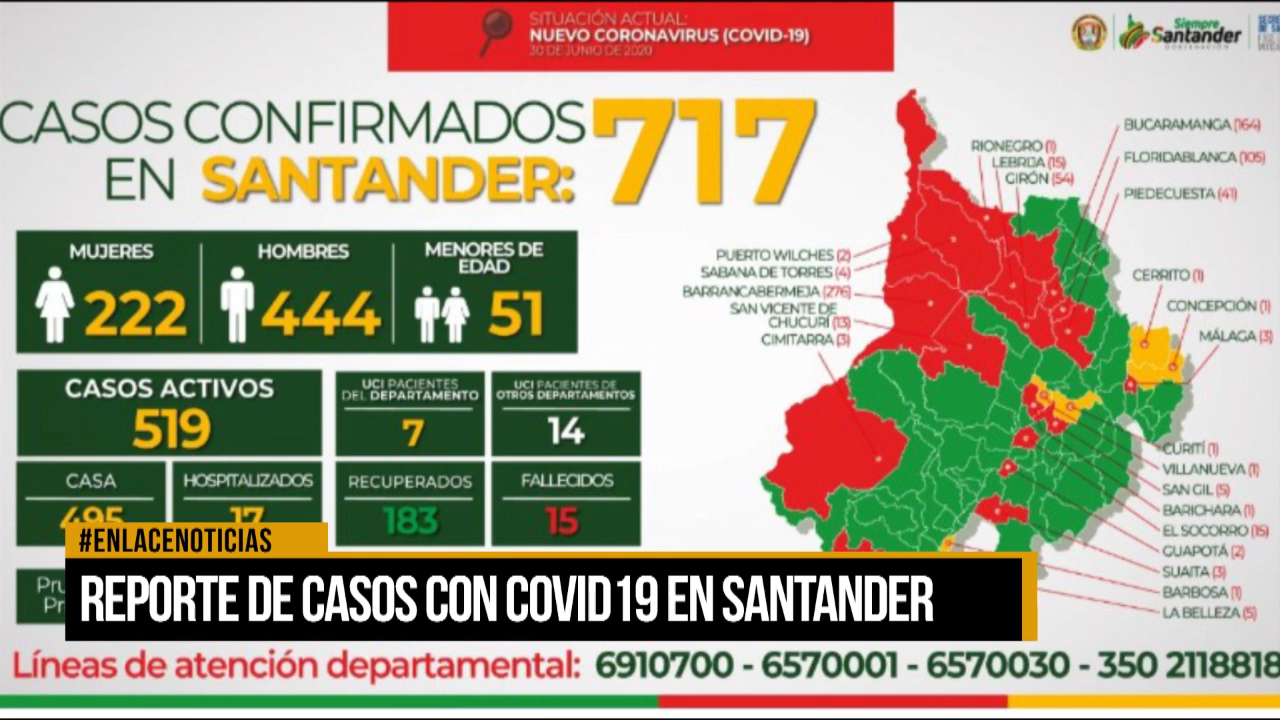 SITUACIÓN ACTUAL:
NUEVO CORONAVIRUS (COVID-19)
30 DE JUNIO DE 2020
Siempre
Santander
GOBERNACIÓN
CASOS CONFIRMADOS
EN SANTANDER: 717
MUJERES
222
HOMBRES
444
MENORES DE
EDAD
51
CASOS ACTIVOS
519
UCI PACIENTES
DEL DEPARTAMENTO
7
UCI PACIENTES DE
OTROS DEPARTAMENTOS
14
CASA
495
HOSPITALIZADOS
17
RECUPERADOS
183
FALLECIDOS
15
RIONEGRO (1)
LEBRIJA (15)
GIRÓN (54)
BUCARAMANGA (164)
FLORIDABLANCA (105)
PIEDECUESTA (41)
PUERTO WILCHES (2)
SABANA DE TORRES (4)
BARRANCABERMEJA (276)
SAN VICENTE DE
CHUCURÍ (13)
CIMITARRA (3)
CERRITO (1)
CONCEPCIÓN (1)
MÁLAGA (3)
CURITÍ (1)
VILLANUEVA (1)
SAN GIL (5)
BARICHARA (1)
EL SOCORRO (15)
GUAPOTÁ (2)
SUAITA (3)
BARBOSA (1)
LA BELLEZA (5)
#ENLACENOTICIAS
REPORTE DE CASOS CON COVID 19 EN SANTANDER
Líneas de atención departamental: 6910700 - 6570001 - 6570030 - 350 2118818